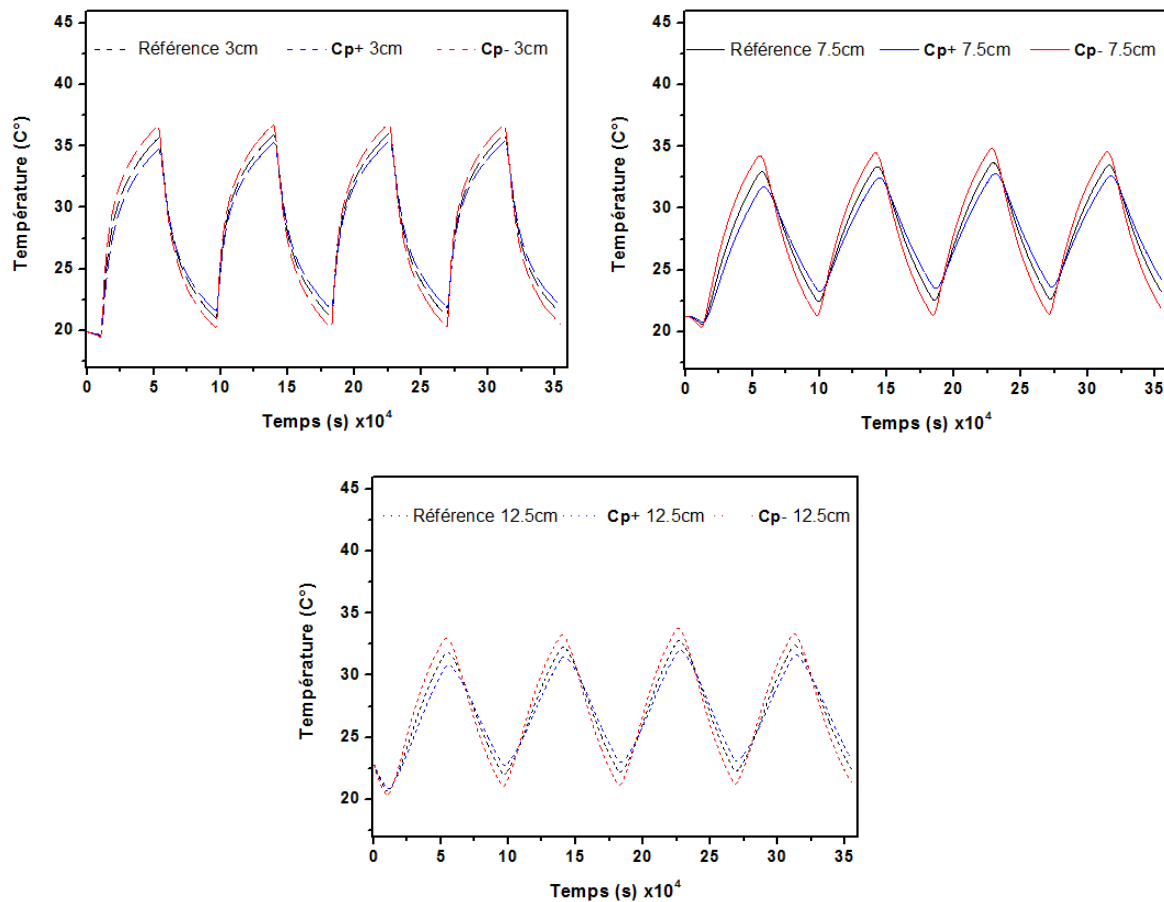 Référence 3cm Cp+ 3cm Cp- 3cm
45
40
35
30
25
20
0 5 10 15 20 25 30 35
Température (C°)
Temps (s) x10⁴
Référence 7.5cm Cp+ 7.5cm Cp- 7.5cm
45
40
35
30
25
20
0 5 10 15 20 25 30 35
Température (C°)
Temps (s) x10⁴
Référence 12.5cm Cp+ 12.5cm Cp- 12.5cm
45
40
35
30
25
20
0 5 10 15 20 25 30 35
Température (C°)
Temps (s) x10⁴